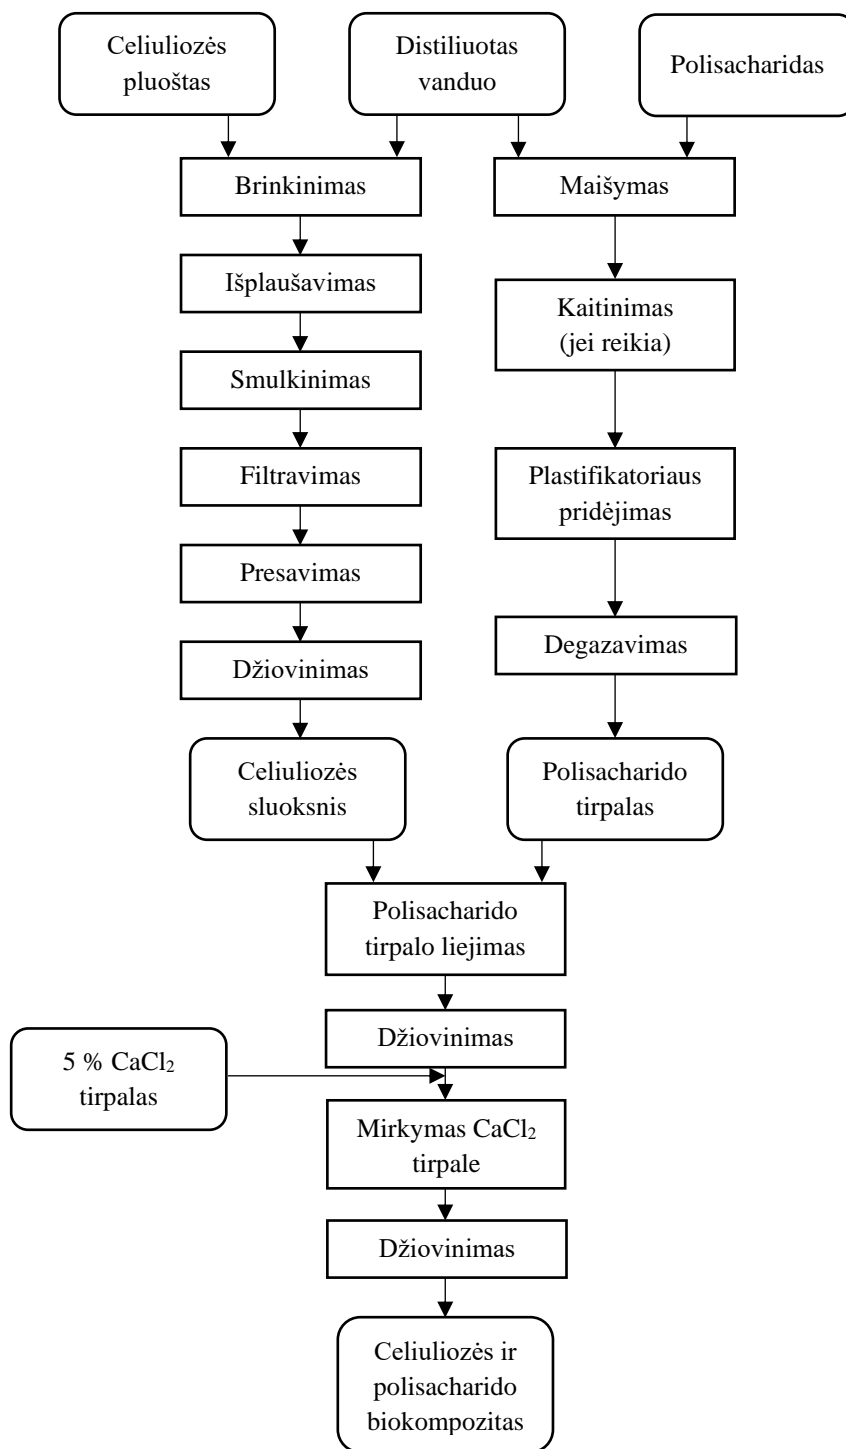 Celiuliozės
pluoštas
Distiliuotas
vanduo
Polisacharidas
Brinkinimas
Maišymas
Išplaušavimas
Kaitinimas
(jei reikia)
Smulkinimas
Filtravimas
Plastifikatoriaus
pridėjimas
Presavimas
Džiovinimas
Degazavimas
Celiuliozės
sluoksnis
Polisacharido
tirpalas
Polisacharido
tirpalo liejimas
Džiovinimas
5 % CaCl₂
tirpalas
Mirkymas CaCl₂
tirpale
Džiovinimas
Celiuliozės ir
polisacharido
biokompozitas